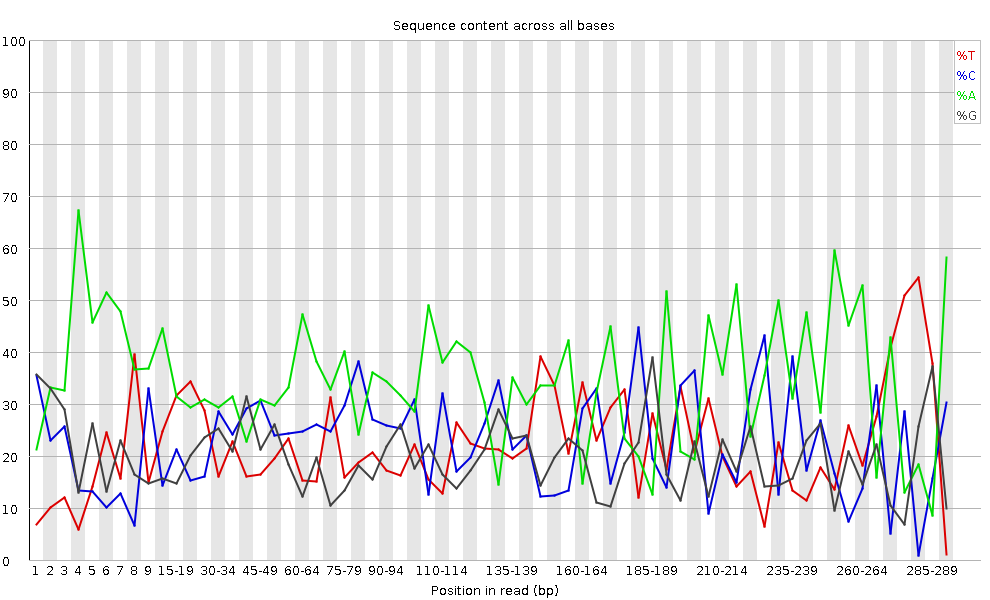 Sequence content across all bases
100
90
80
70
60
50
40
30
20
10
0
%T
%C
%A
%G
1 2 3 4 5 6 7 8 9 15-19 30-34 45-49 60-64 75-79 90-94 110-114 135-139 160-164 185-189 210-214 235-239 260-264 285-289
Position in read (bp)